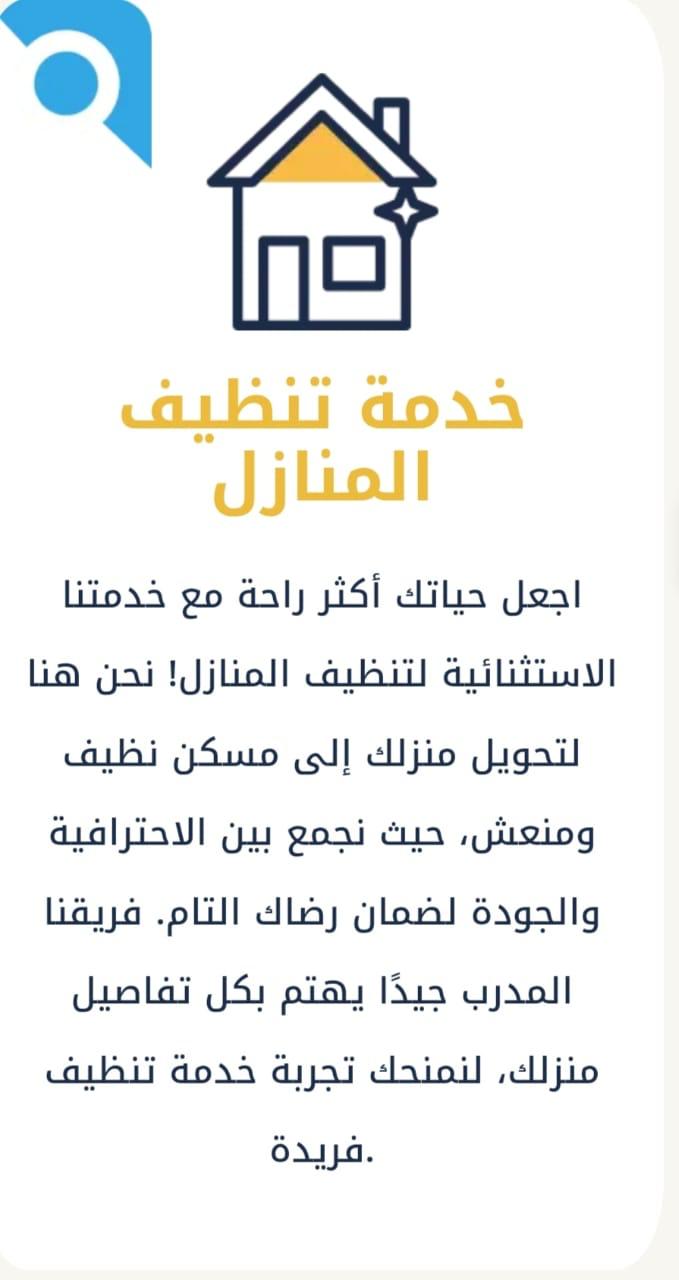 خدمة تنظيف
المنازل
اجعل حياتك أكثر راحة مع خدمتنا
الاستثنائية لتنظيف المنازل! نحن هنا
لتحويل منزلك إلى مسكن نظيف
ومنعش، حيث نجمع بين الاحترافية
والجودة لضمان رضاك التام. فريقنا
المدرب جيدًا يهتم بكل تفاصيل
منزلك، لنمنحك تجربة خدمة تنظيف
.فريدة